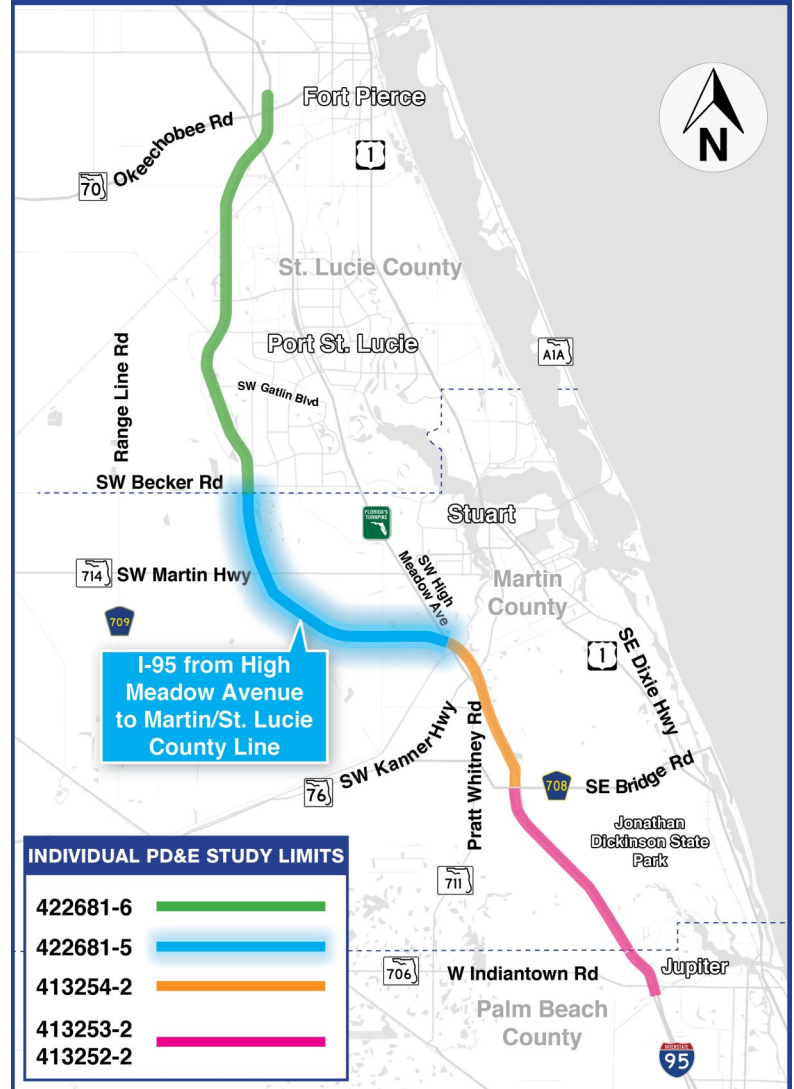 Fort Pierce
N
Okeechobee Rd
70
1
St. Lucie County
Port St. Lucie
A1A
Range Line Rd
SW Gatlin Blvd
SW Becker Rd
FLORIDA'S
TURNPIKE
Stuart
714
SW Martin Hwy
SW High
Meadow Ave
Martin
County
709
1
SE Dixie Hwy
I-95 from High
Meadow Avenue
to Martin/St. Lucie
County Line
SW Kanner Hwy
76
Pratt Whitney Rd
708
SE Bridge Rd
Jonathan
Dickinson State
Park
711
INDIVIDUAL PD&E STUDY LIMITS
422681-6
422681-5
413254-2
413253-2
413252-2
706
W Indiantown Rd
Jupiter
Palm Beach
County
INTERSTATE
95